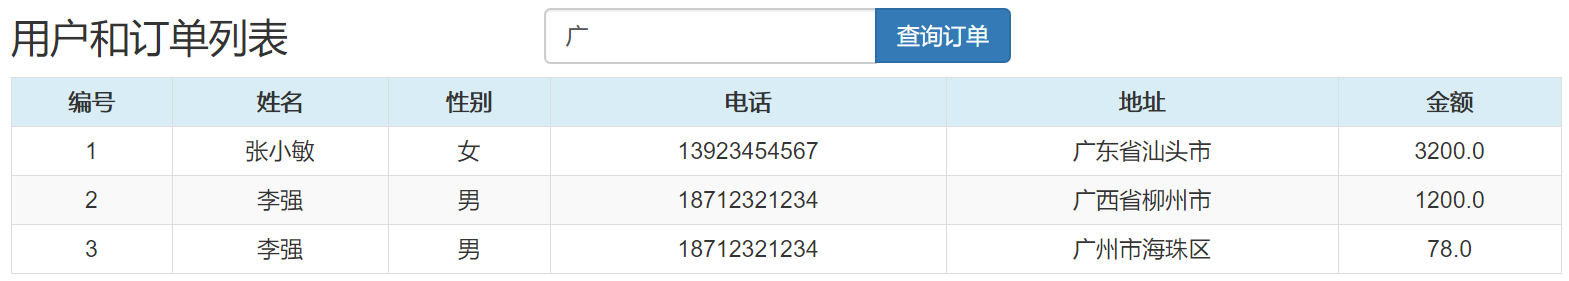 用户和订单列表 广 查询订单
编号 姓名 性别 电话 地址 金额
1 张小敏 女 13923454567 广东省汕头市 3200.0
2 李强 男 18712321234 广西省柳州市 1200.0
3 李强 男 18712321234 广州市海珠区 78.0